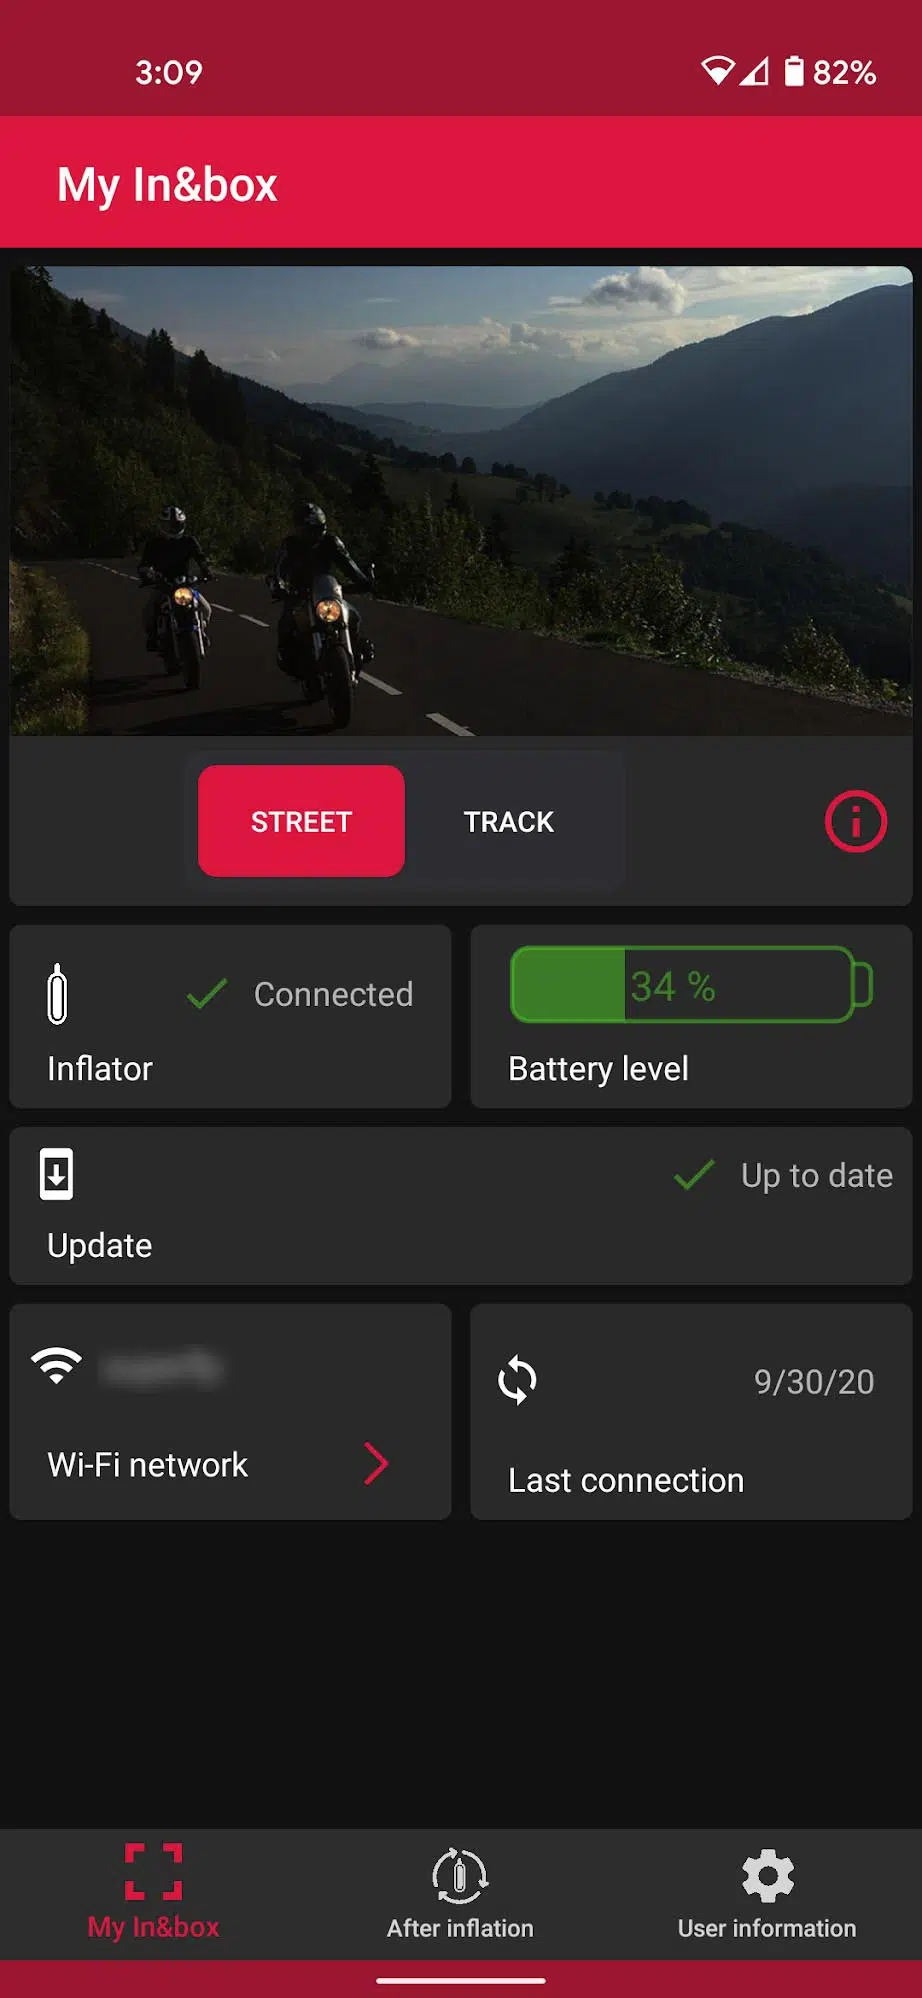 3:09
82%
My In&box
STREET
TRACK
Connected
Inflator
34 %
Battery level
Up to date
Update
Wi-Fi network
9/30/20
Last connection
My In&box
After inflation
User information